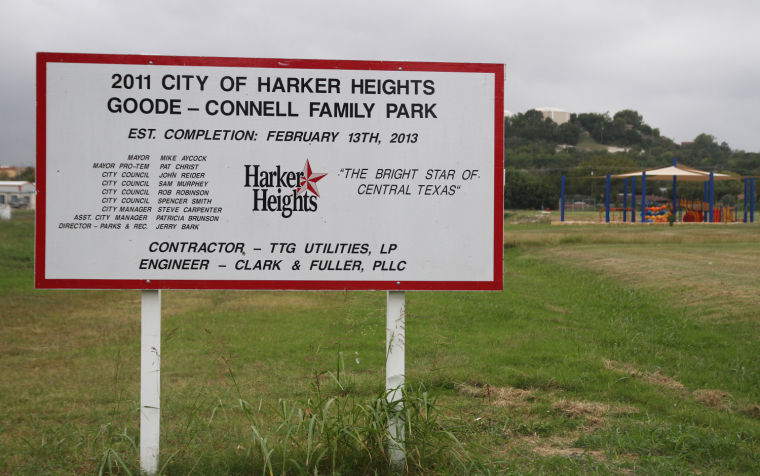 2011 CITY OF HARKER HEIGHTS
GOODE – CONNELL FAMILY PARK
EST. COMPLETION: FEBRUARY 13TH, 2013
MAYOR MIKE AYCOCK
MAYOR PRO-TEM PAT CHRIST
CITY COUNCIL JOHN REIDER
CITY COUNCIL SAM MURPHEY
CITY COUNCIL ROB ROBINSON
CITY COUNCIL SPENCER SMITH
CITY MANAGER STEVE CARPENTER
ASST. CITY MANAGER PATRICIA BRUNSON
DIRECTOR – PARKS & REC. JERRY BARK
Harker
Heights
"THE BRIGHT STAR OF
CENTRAL TEXAS"
CONTRACTOR – TTG UTILITIES, LP
ENGINEER – CLARK & FULLER, PLLC